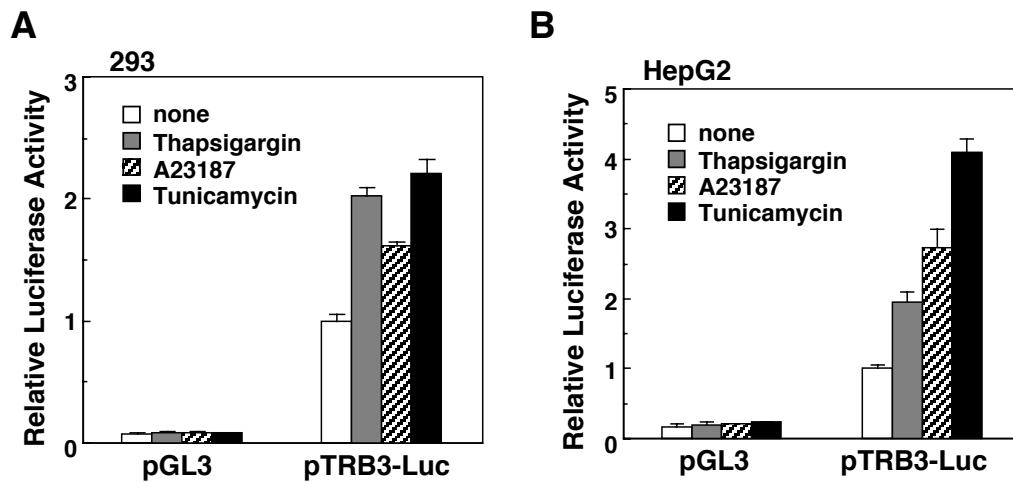 A
293
Relative Luciferase Activity
3
2
1
0
none
Thapsigargin
A23187
Tunicamycin
pGL3
pTRB3-Luc
B
HepG2
Relative Luciferase Activity
5
4
3
2
1
0
none
Thapsigargin
A23187
Tunicamycin
pGL3
pTRB3-Luc